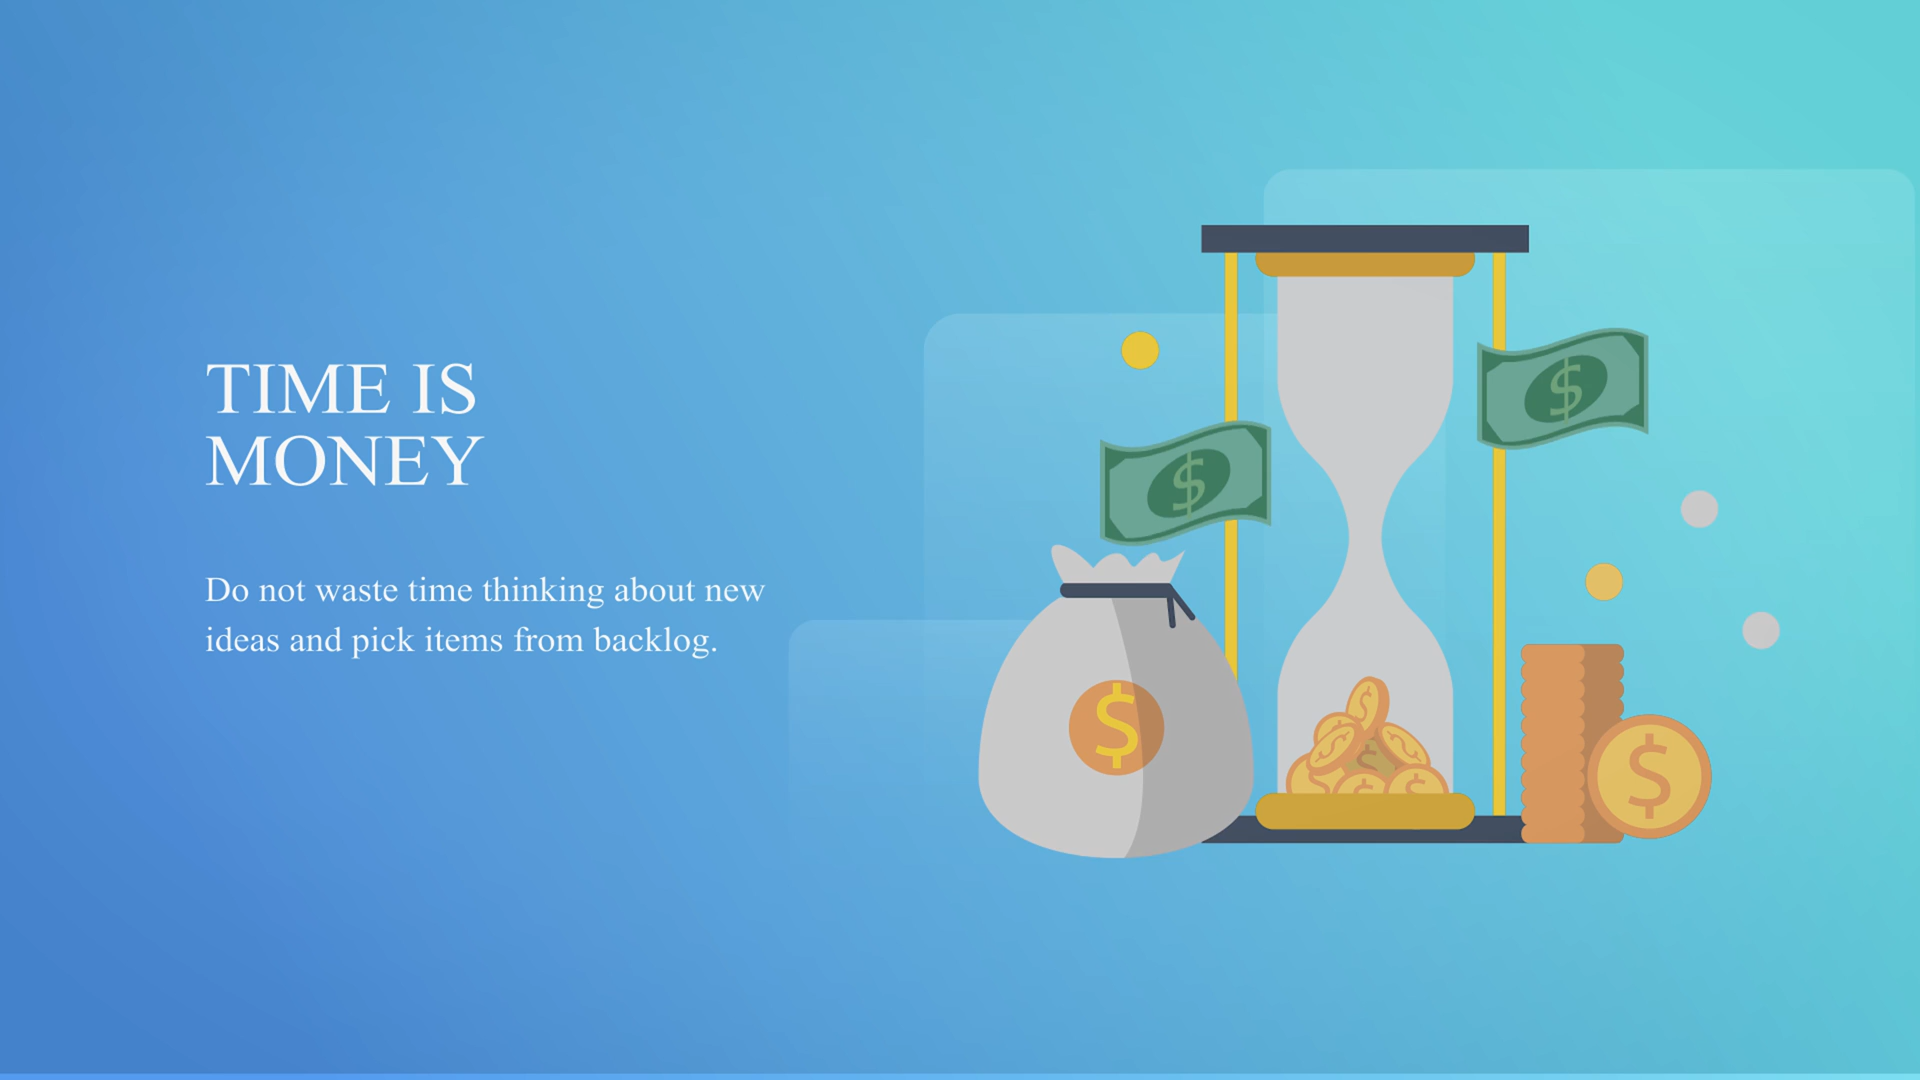 TIME IS
MONEY
Do not waste time thinking about new
ideas and pick items from backlog.
$
$
$
$